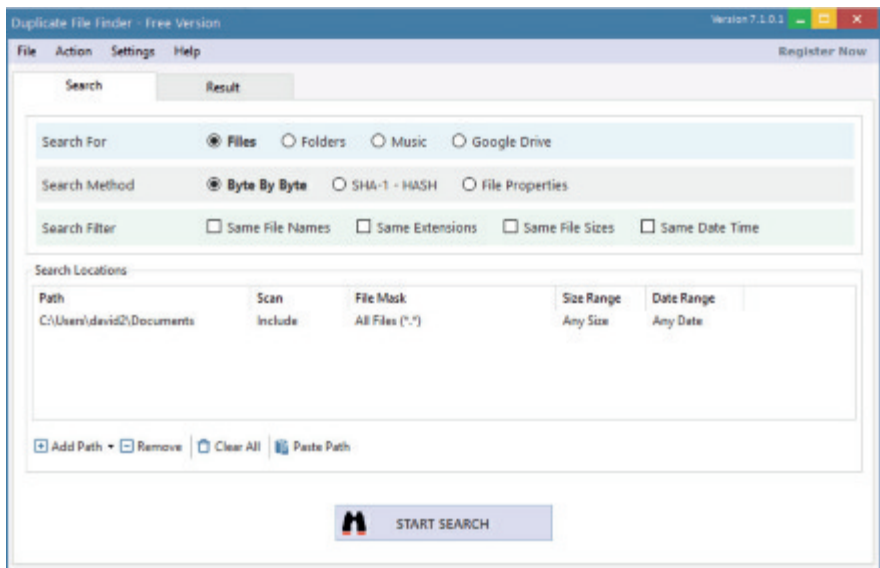 Duplicate File Finder - Free Version Version 7.1.0.1
File Action Settings Help Register Now
Search Result
Search For Files Folders Music Google Drive
Search Method Byte By Byte SHA-1 - HASH File Properties
Search Filter Same File Names Same Extensions Same File Sizes Same Date Time
Search Locations
Path Scan File Mask Size Range Date Range
C:\Users\david2\Documents Include All Files (*.*) Any Size Any Date
Add Path Remove Clear All Paste Path
START SEARCH